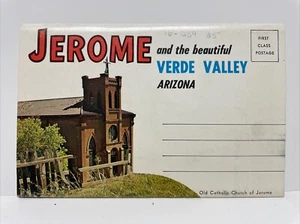 JEROME and the beautiful
VERDE VALLEY
ARIZONA
FIRST
CLASS
POSTAGE
Old Catholic Church of Jerome